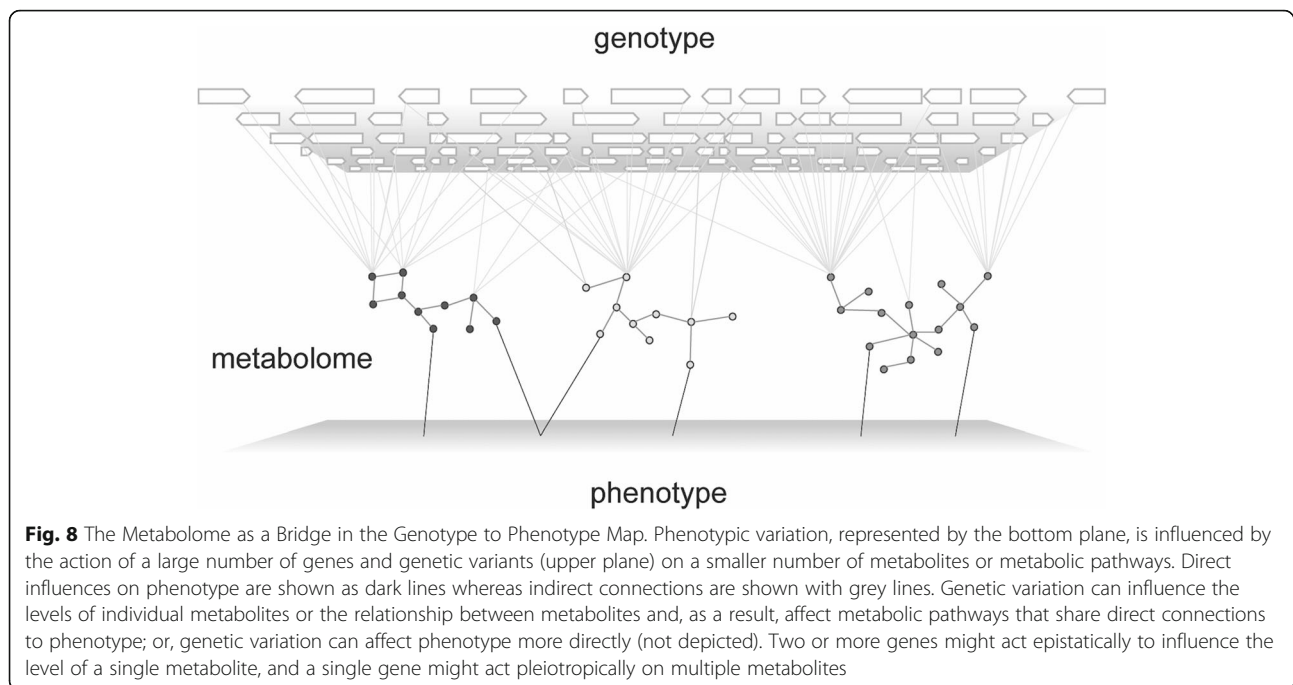 genotype
metabolome
phenotype
Fig. 8 The Metabolome as a Bridge in the Genotype to Phenotype Map. Phenotypic variation, represented by the bottom plane, is influenced by
the action of a large number of genes and genetic variants (upper plane) on a smaller number of metabolites or metabolic pathways. Direct
influences on phenotype are shown as dark lines whereas indirect connections are shown with grey lines. Genetic variation can influence the
levels of individual metabolites or the relationship between metabolites and, as a result, affect metabolic pathways that share direct connections
to phenotype; or, genetic variation can affect phenotype more directly (not depicted). Two or more genes might act epistatically to influence the
level of a single metabolite, and a single gene might act pleiotropically on multiple metabolites